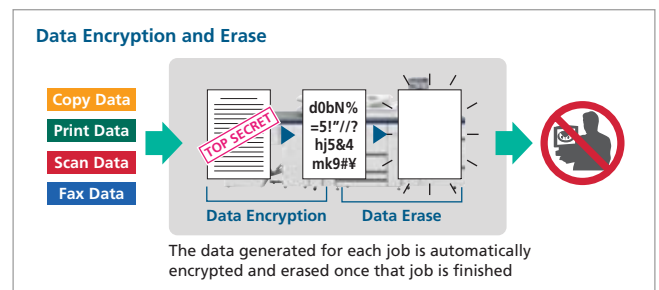 Data Encryption and Erase
Copy Data
Print Data
Scan Data
Fax Data
TOP SECRET
d0bN%
=5!"//?
hj5&4
mk9#¥
Data Encryption
Data Erase
The data generated for each job is automatically
encrypted and erased once that job is finished